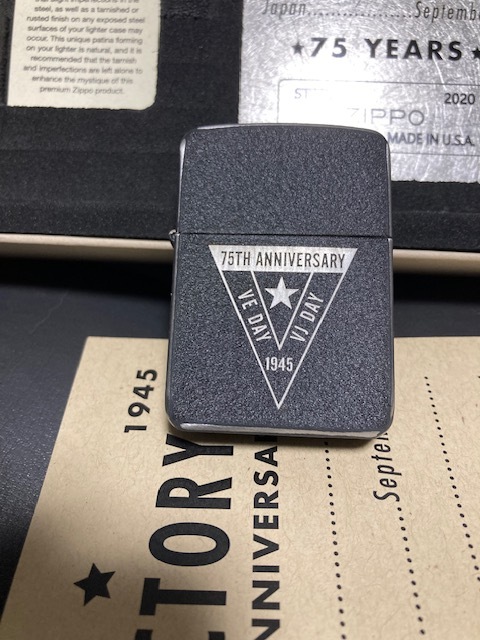 steel, as well as a tarnished or
rusted finish on any exposed steel
surfaces of your lighter case may
occur. This unique patina forming
on your lighter is natural, and it is
recommended that the tarnish
and imperfections are left alone to
enhance the mystique of this
premium Zippo product.
Japan....................September
★75 YEARS★
2020
ZIPPO
MADE IN U.S.A.
75TH ANNIVERSARY
VE DAY
VJ DAY
1945
1945
TORY
ANNIVERSAR
Septem